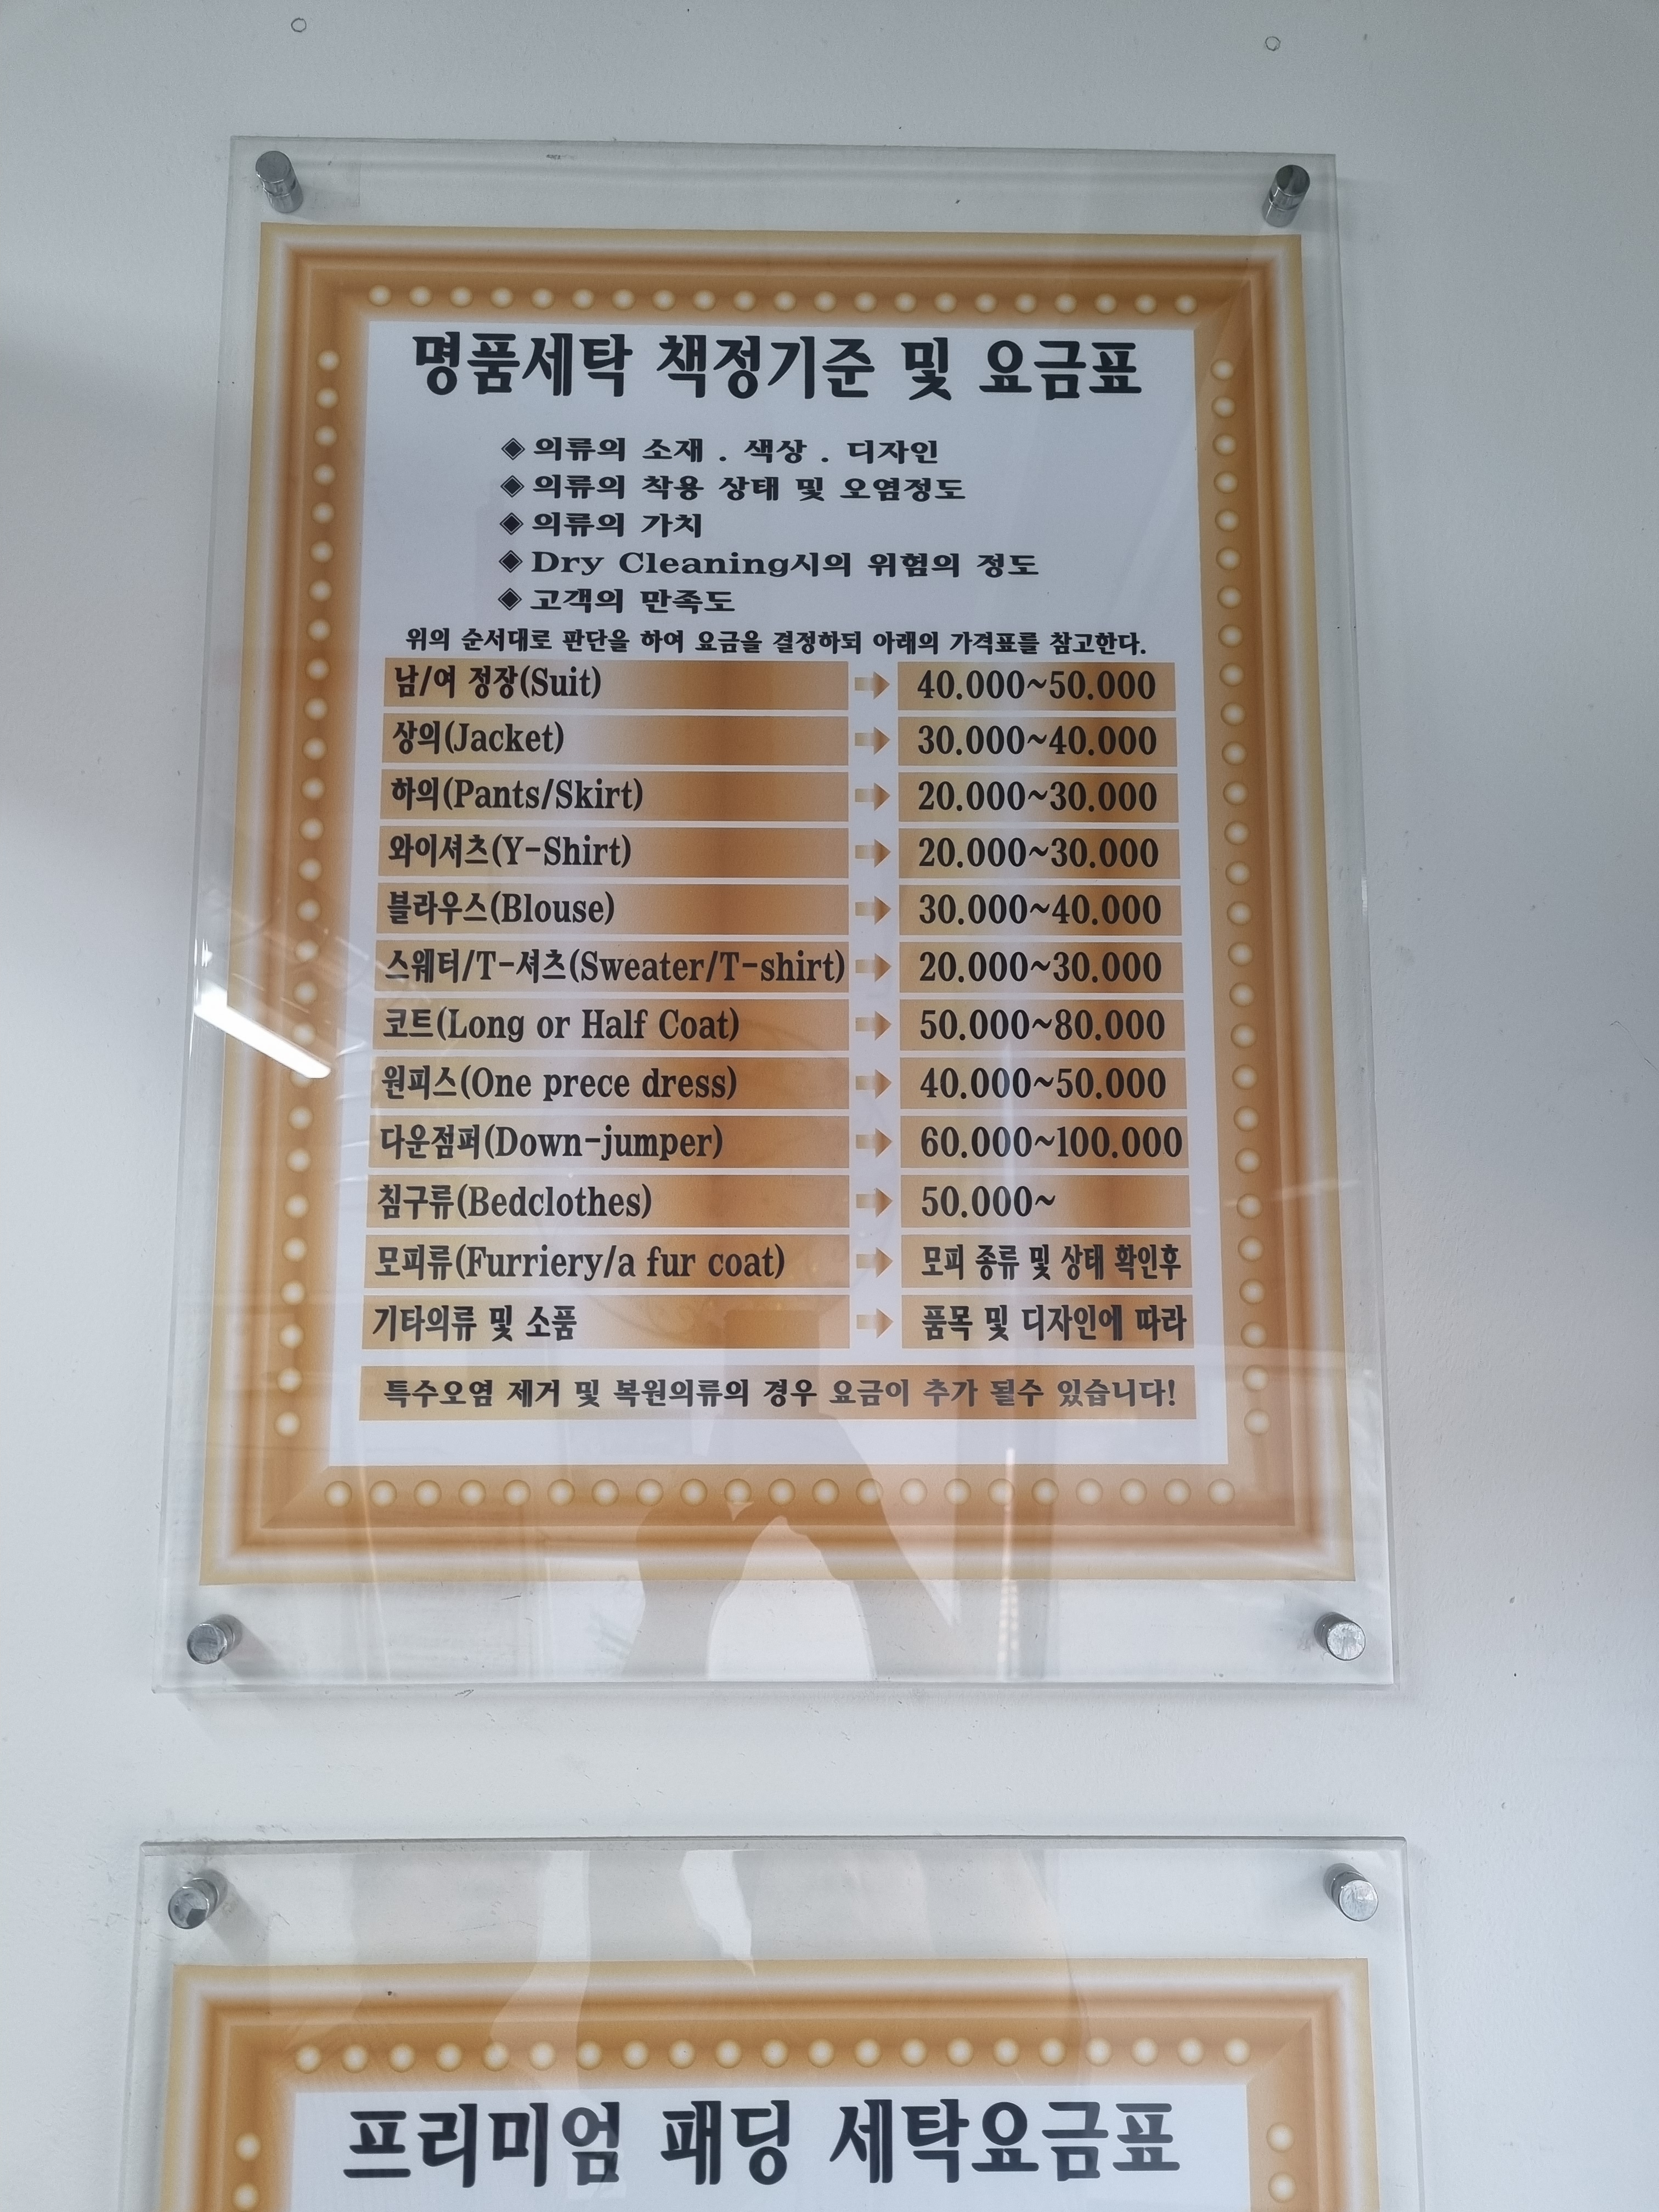 명품세탁 책정기준 및 요금표
◈ 의류의 소재 . 색상 . 디자인
◈ 의류의 착용 상태 및 오염정도
◈ 의류의 가치
◈ Dry Cleaning시의 위험의 정도
◈ 고객의 만족도
위의 순서대로 판단을 하여 요금을 결정하되 아래의 가격표를 참고한다.
남/여 정장(Suit) 40.000~50.000
상의(Jacket) 30.000~40.000
하의(Pants/Skirt) 20.000~30.000
와이셔츠(Y-Shirt) 20.000~30.000
블라우스(Blouse) 30.000~40.000
스웨터/T-셔츠(Sweater/T-shirt) 20.000~30.000
코트(Long or Half Coat) 50.000~80.000
원피스(One prece dress) 40.000~50.000
다운점퍼(Down-jumper) 60.000~100.000
침구류(Bedclothes) 50.000~
모피류(Furriery/a fur coat) 모피 종류 및 상태 확인후
기타의류 및 소품 품목 및 디자인에 따라
특수오염 제거 및 복원의류의 경우 요금이 추가 될수 있습니다!
프리미엄 패딩 세탁요금표